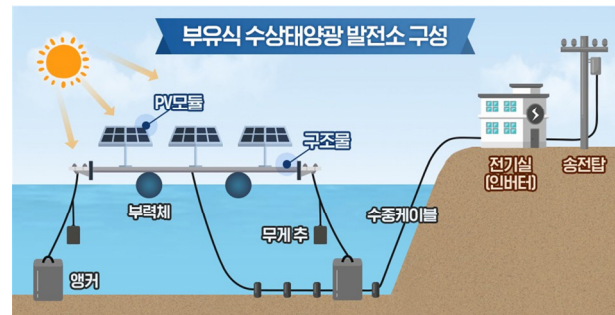 부유식 수상태양광 발전소 구성
PV모듈
구조물
전기실
(인버터)
송전탑
부력체
무게 추
수중케이블
앵커